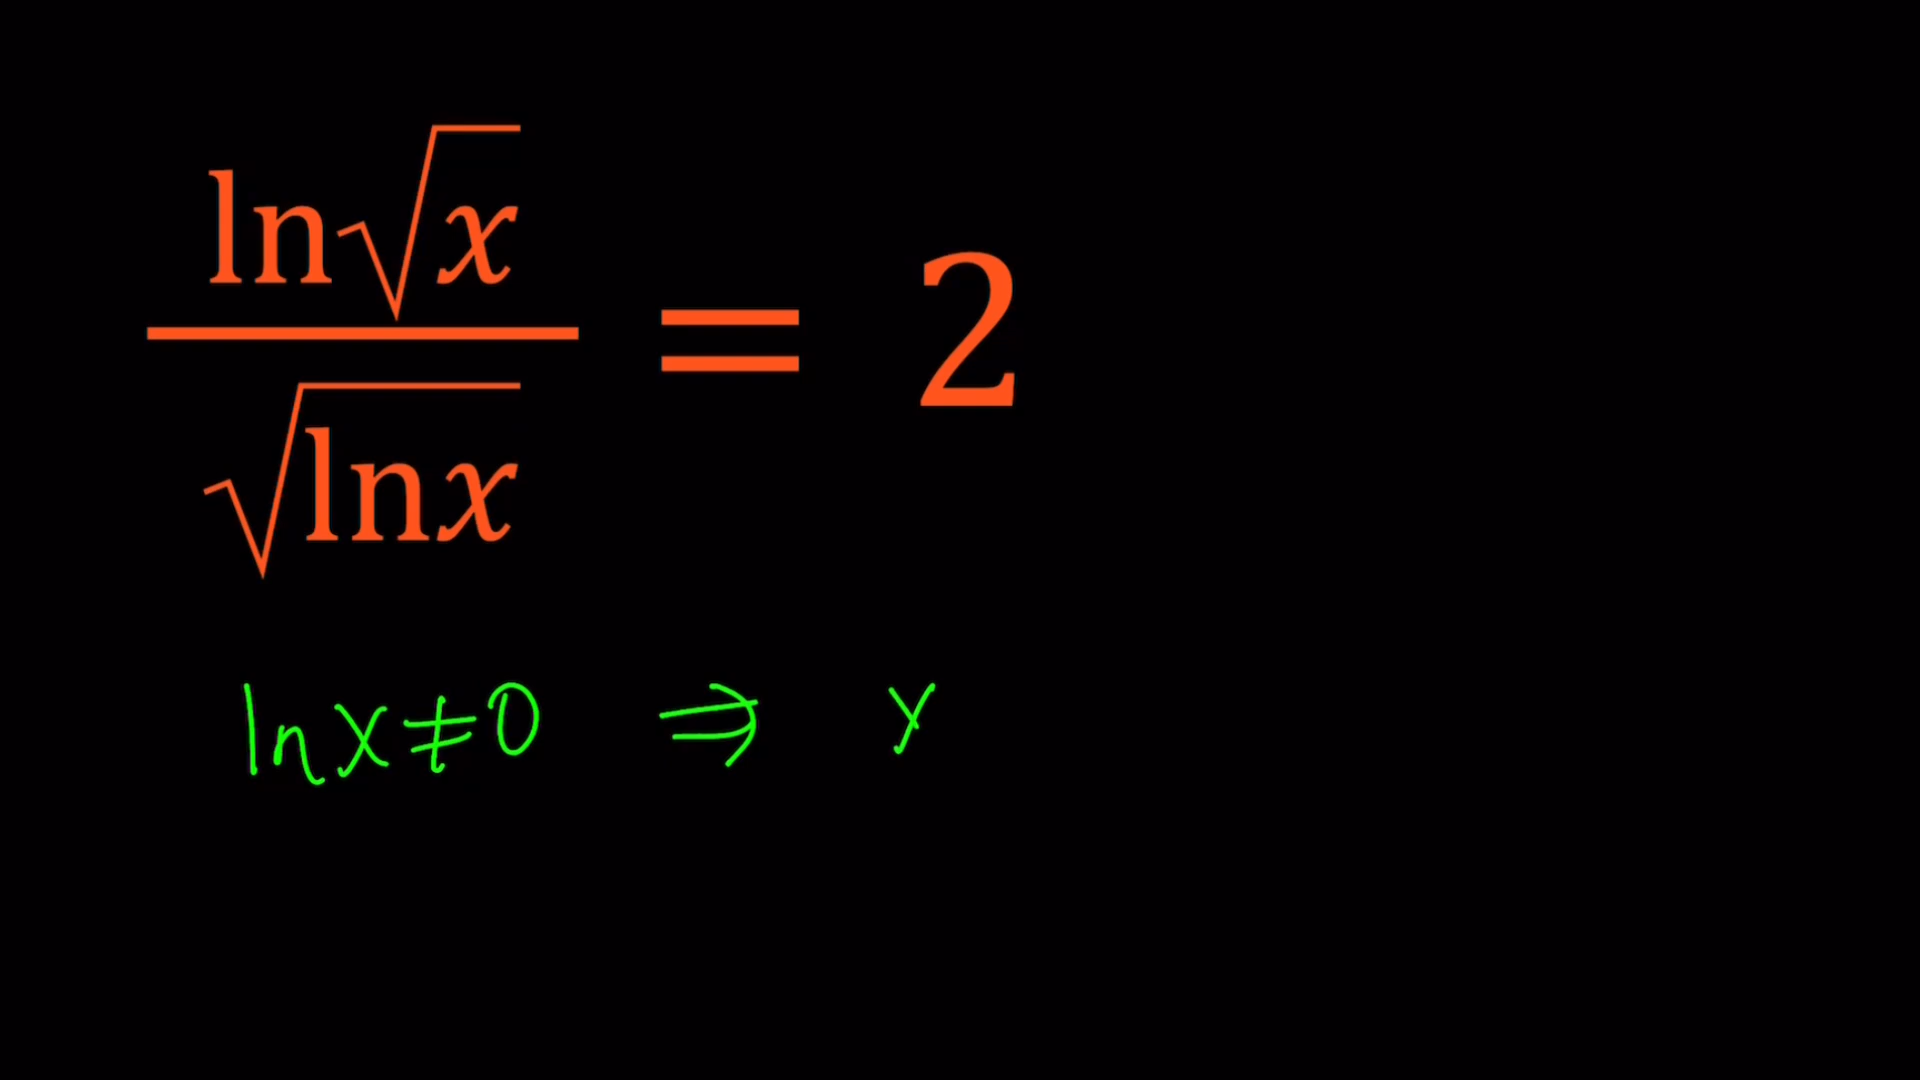 ln√x / √lnx = 2
lnx≠0 ⇒ x